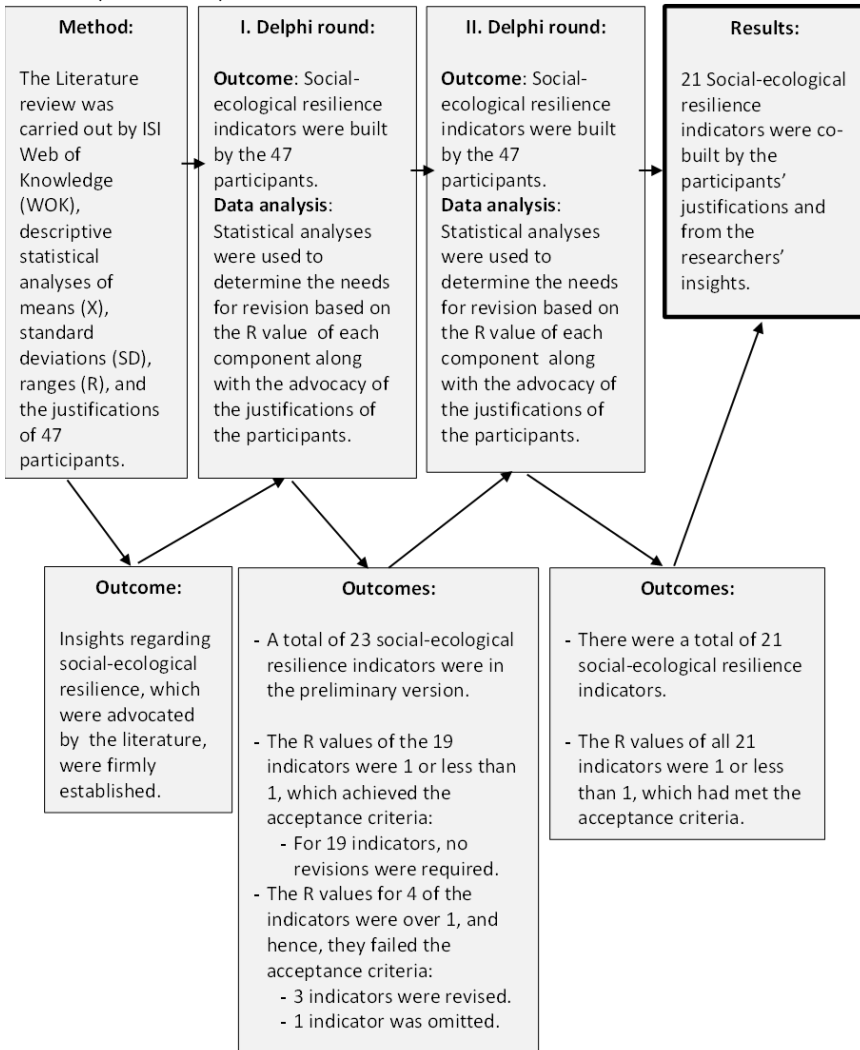 Method:
The Literature
review was
carried out by ISI
Web of
Knowledge
(WOK),
descriptive
statistical
analyses of
means (X),
standard
deviations (SD),
ranges (R), and
the justifications
of 47
participants.
I. Delphi round:
Outcome: Social-
ecological resilience
indicators were built
by the 47
participants.
Data analysis:
Statistical analyses
were used to
determine the needs
for revision based on
the R value of each
component along
with the advocacy of
the justifications of
the participants.
II. Delphi round:
Outcome: Social-
ecological resilience
indicators were built
by the 47
participants.
Data analysis:
Statistical analyses
were used to
determine the needs
for revision based on
the R value of each
component along
with the advocacy of
the justifications of
the participants.
Results:
21 Social-ecological
resilience
indicators were co-
built by the
participants’
justifications and
from the
researchers’
insights.
Outcome:
Insights regarding
social-ecological
resilience, which
were advocated
by the literature,
were firmly
established.
Outcomes:
- A total of 23 social-ecological
resilience indicators were in
the preliminary version.
- The R values of the 19
indicators were 1 or less than
1, which achieved the
acceptance criteria:
- For 19 indicators, no
revisions were required.
- The R values for 4 of the
indicators were over 1, and
hence, they failed the
acceptance criteria:
- 3 indicators were revised.
- 1 indicator was omitted.
Outcomes:
- There were a total of 21
social-ecological resilience
indicators.
- The R values of all 21
indicators were 1 or less
than 1, which had met the
acceptance criteria.